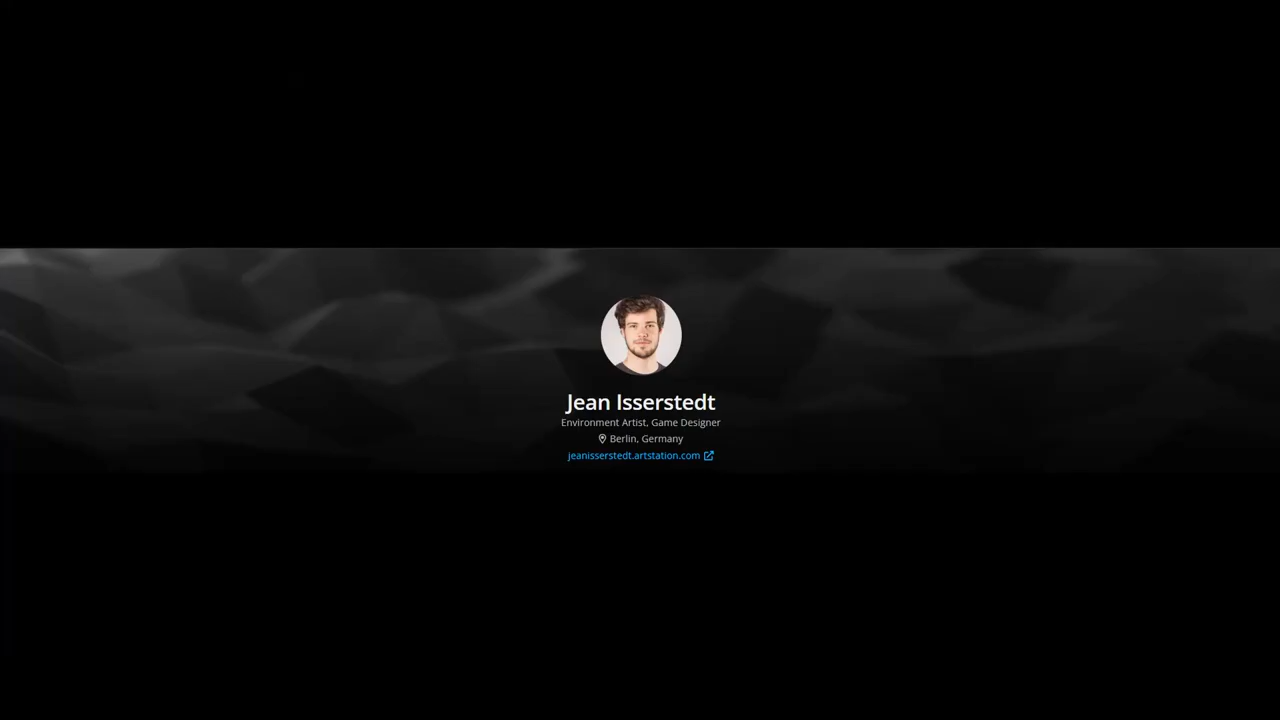 Jean Isserstedt
Environment Artist, Game Designer
Berlin, Germany
jeanisserstedt.artstation.com